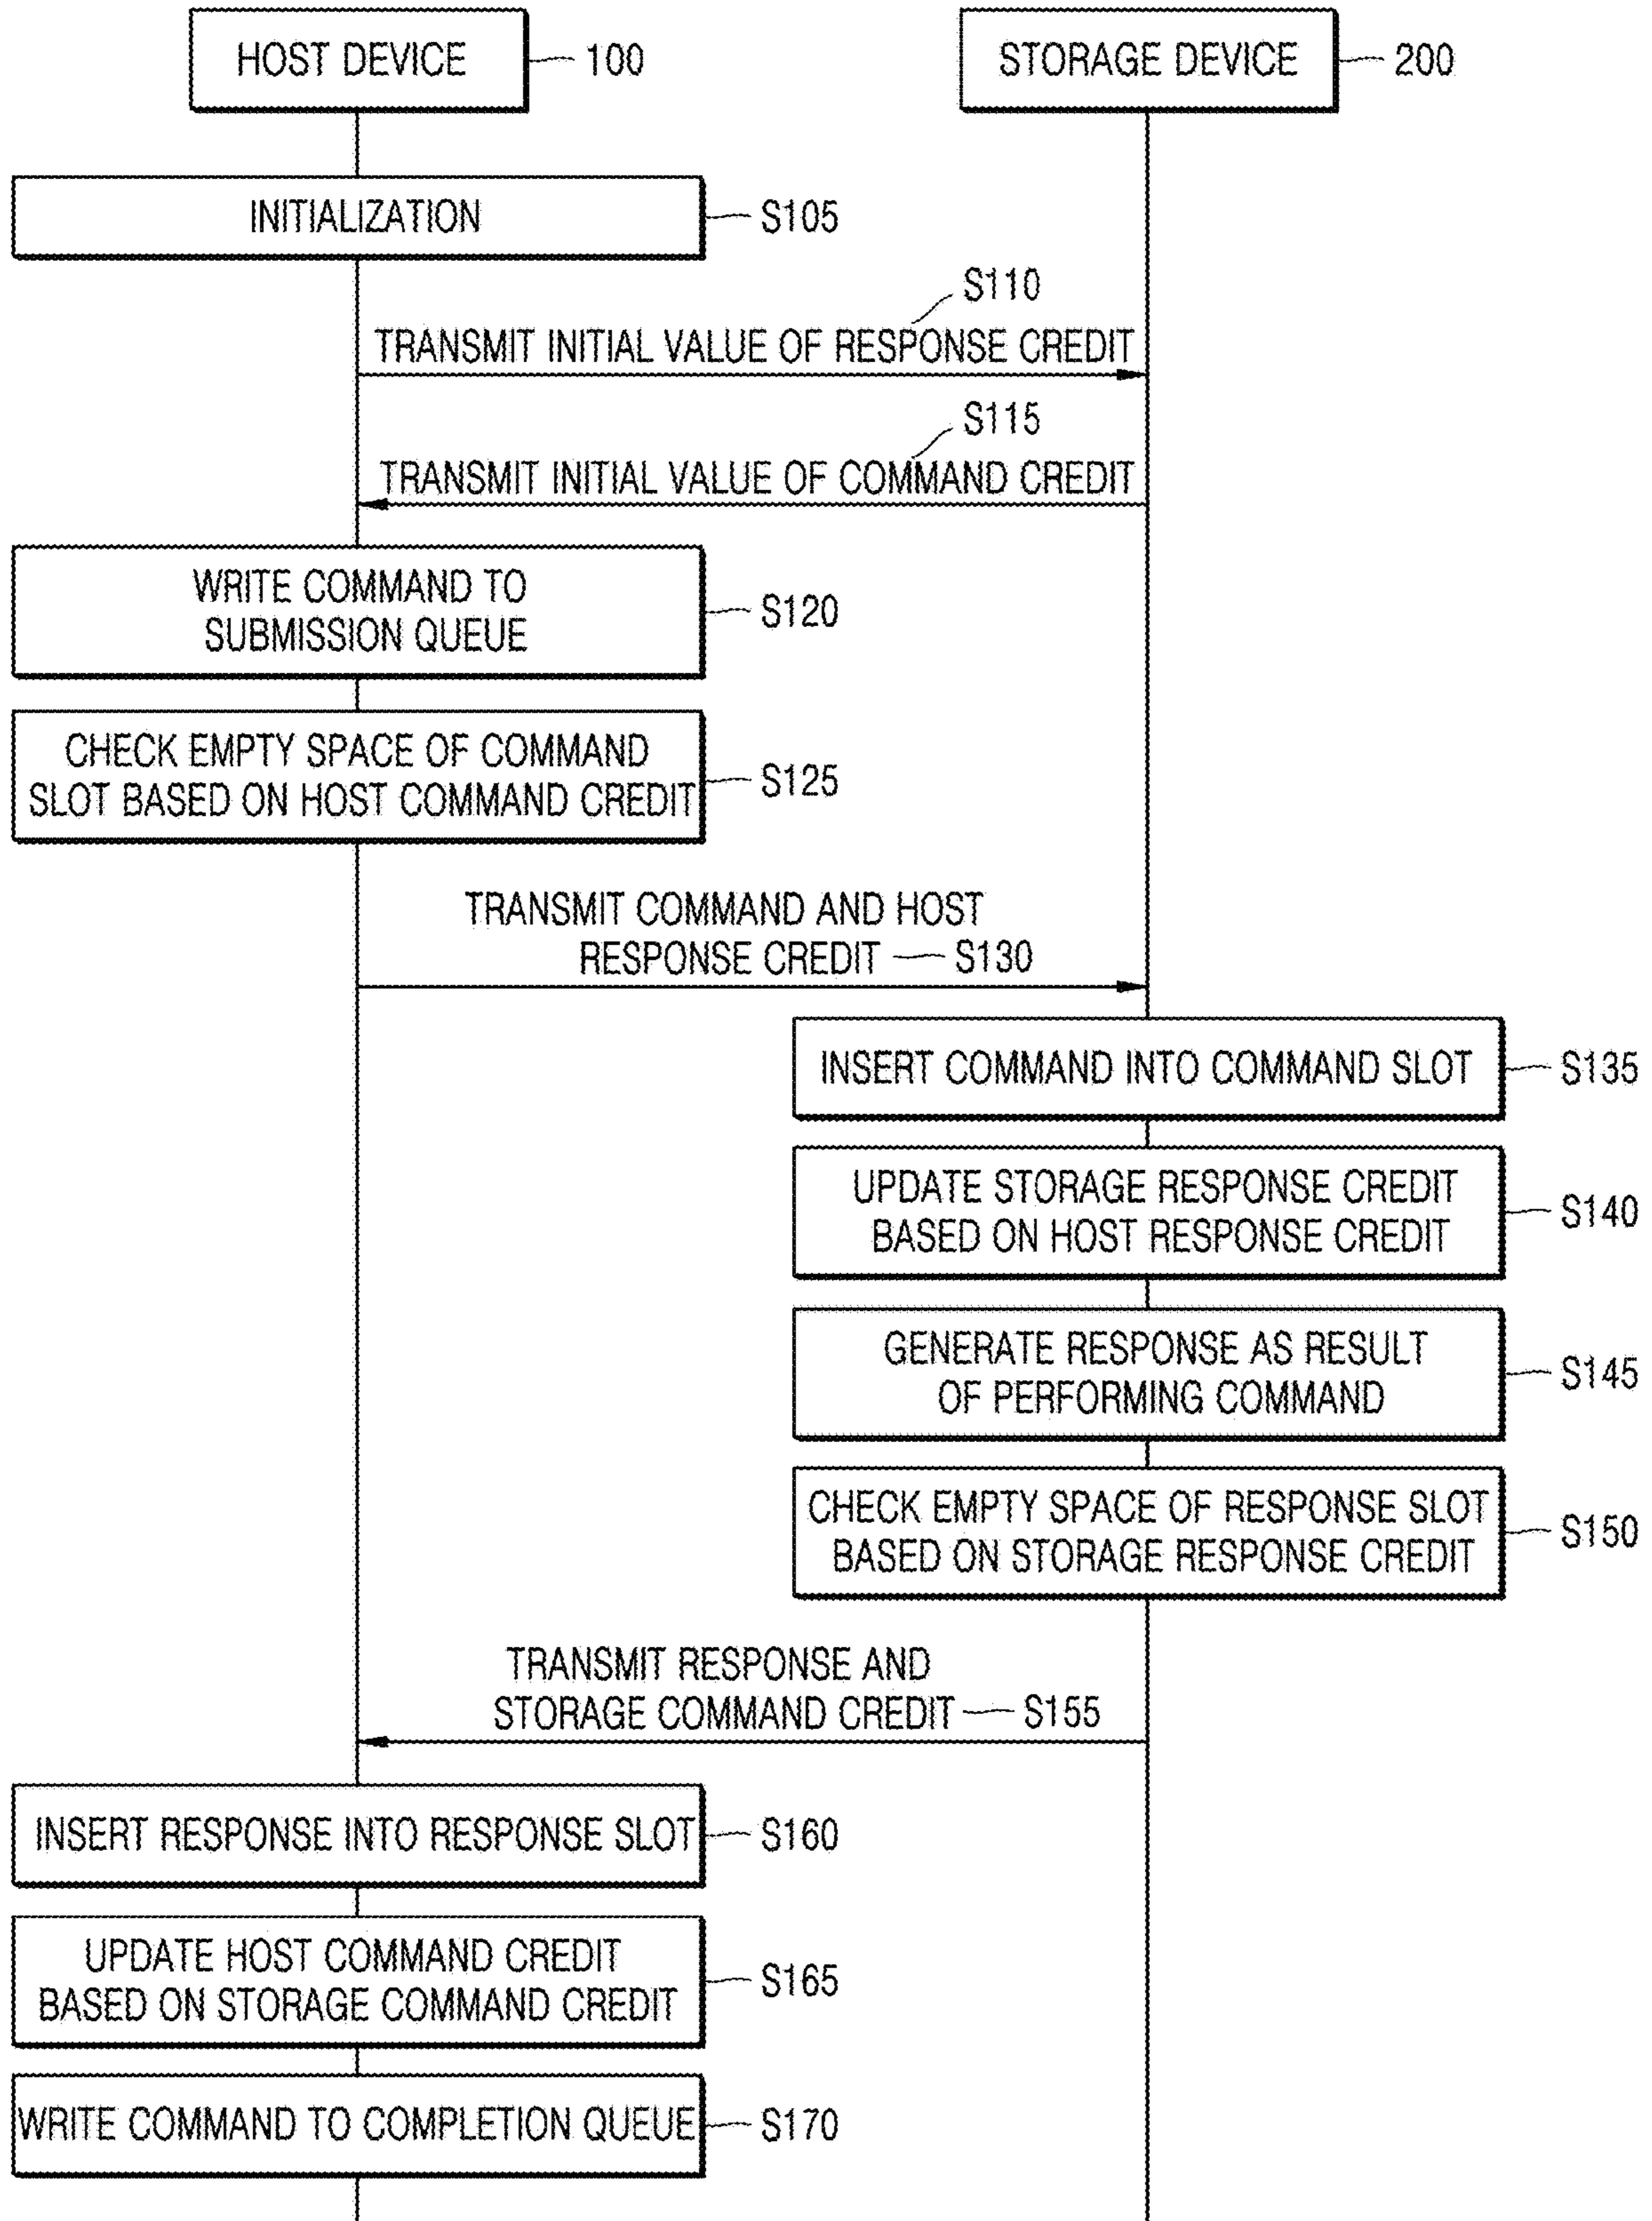 HOST DEVICE
100
STORAGE DEVICE
200
INITIALIZATION
S105
S110
TRANSMIT INITIAL VALUE OF RESPONSE CREDIT
S115
TRANSMIT INITIAL VALUE OF COMMAND CREDIT
WRITE COMMAND TO
SUBMISSION QUEUE
S120
CHECK EMPTY SPACE OF COMMAND
SLOT BASED ON HOST COMMAND CREDIT
S125
TRANSMIT COMMAND AND HOST
RESPONSE CREDIT
S130
INSERT COMMAND INTO COMMAND SLOT
S135
UPDATE STORAGE RESPONSE CREDIT
BASED ON HOST RESPONSE CREDIT
S140
GENERATE RESPONSE AS RESULT
OF PERFORMING COMMAND
S145
CHECK EMPTY SPACE OF RESPONSE SLOT
BASED ON STORAGE RESPONSE CREDIT
S150
TRANSMIT RESPONSE AND
STORAGE COMMAND CREDIT
S155
INSERT RESPONSE INTO RESPONSE SLOT
S160
UPDATE HOST COMMAND CREDIT
BASED ON STORAGE COMMAND CREDIT
S165
WRITE COMMAND TO COMPLETION QUEUE
S170